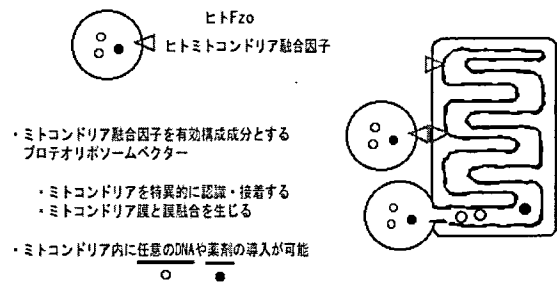 ヒトFzo
ヒトミトコンドリア融合因子
・ミトコンドリア融合因子を有効構成成分とする
プロテオリポソームベクター
・ミトコンドリアを特異的に認識・接着する
・ミトコンドリア膜と膜融合を生じる
・ミトコンドリア内に任意のDNAや薬剤の導入が可能